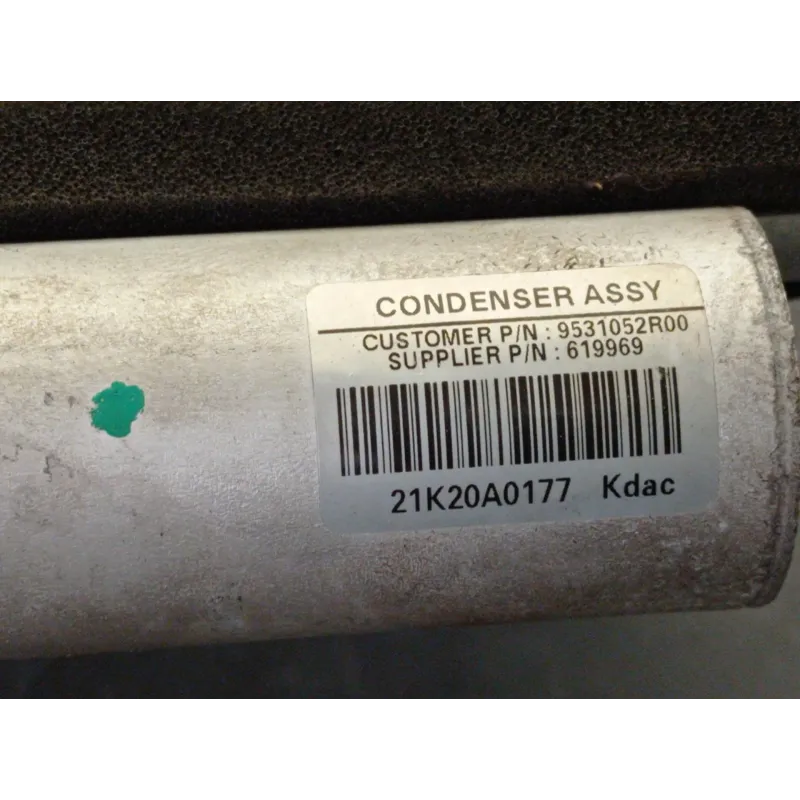 CONDENSER ASSY
CUSTOMER P/N : 9531052R00
SUPPLIER P/N : 619969
21K20A0177 Kdac